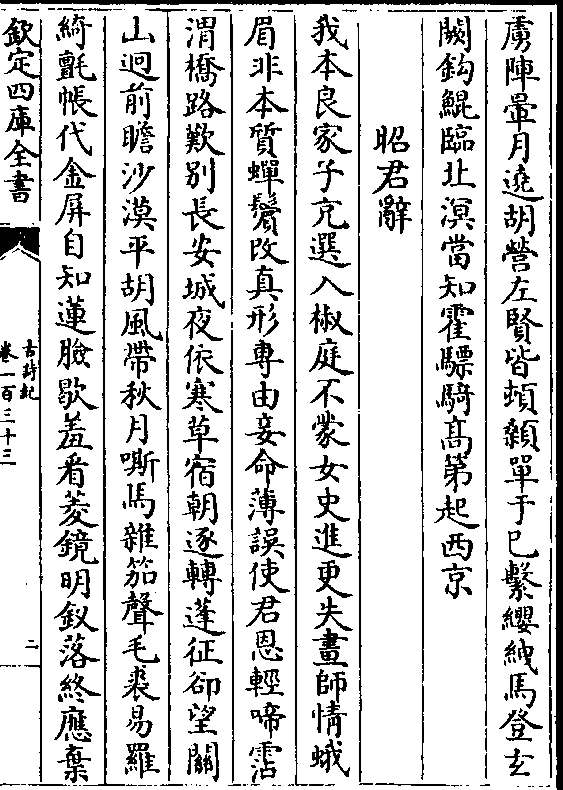 虜陣暈月遶胡營左賢皆頓顙單于已繫纓絏馬登玄
闕鈎鯤臨北溟當知霍驃騎髙第起西京
昭君辭
我本良家子充選入椒庭不蒙女史進更失畫師情蛾
眉非本質蟬鬢改真形專由妾命薄誤使君恩輕啼霑
渭橋路歎别長安城夜依寒草宿朝逐轉蓬征卻望關
山迥前瞻沙漠平胡風帶秋月嘶馬雜笳聲毛裘易羅
綺氈帳代金屏自知蓮臉歇羞看菱鏡明釵落終應棄
欽定四庫全書
古詩紀
卷一百三十三
二